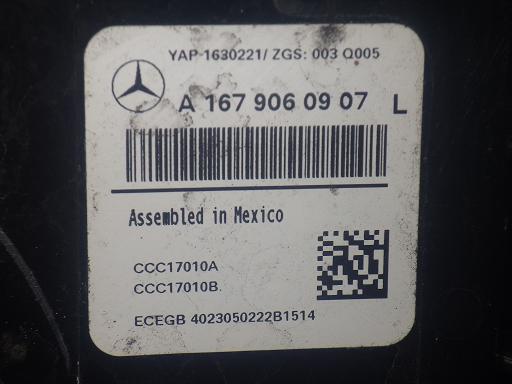 YAP 1630221/ ZGS: 003 Q005
A 167 906 09 07 L
Assembled in Mexico
CCC17010A
CCC17010B
ECEGB 4023050222B1514